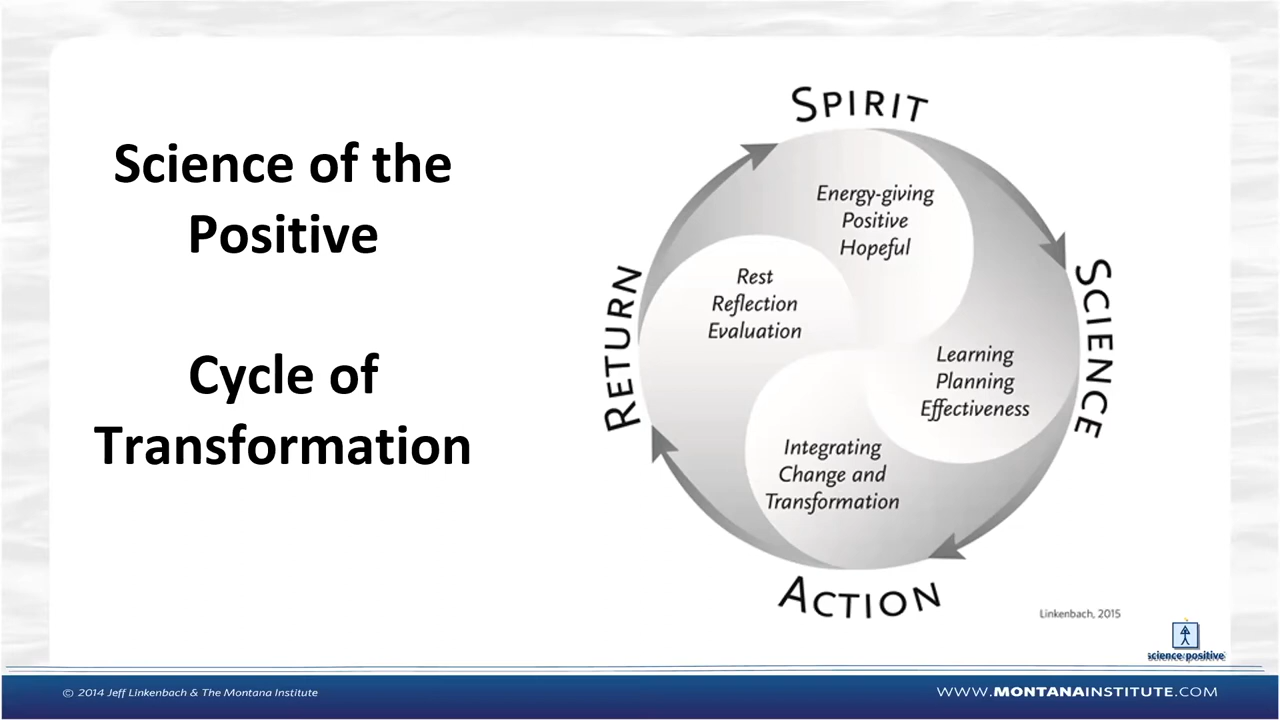 Science of the
Positive
Cycle of
Transformation
SPIRIT
Energy-giving
Positive
Hopeful
SCIENCE
Learning
Planning
Effectiveness
ACTION
Integrating
Change and
Transformation
RETURN
Rest
Reflection
Evaluation
Linkenbach, 2015
science positive
© 2014 Jeff Linkenbach & The Montana Institute
WWW.MONTANAINSTITUTE.COM